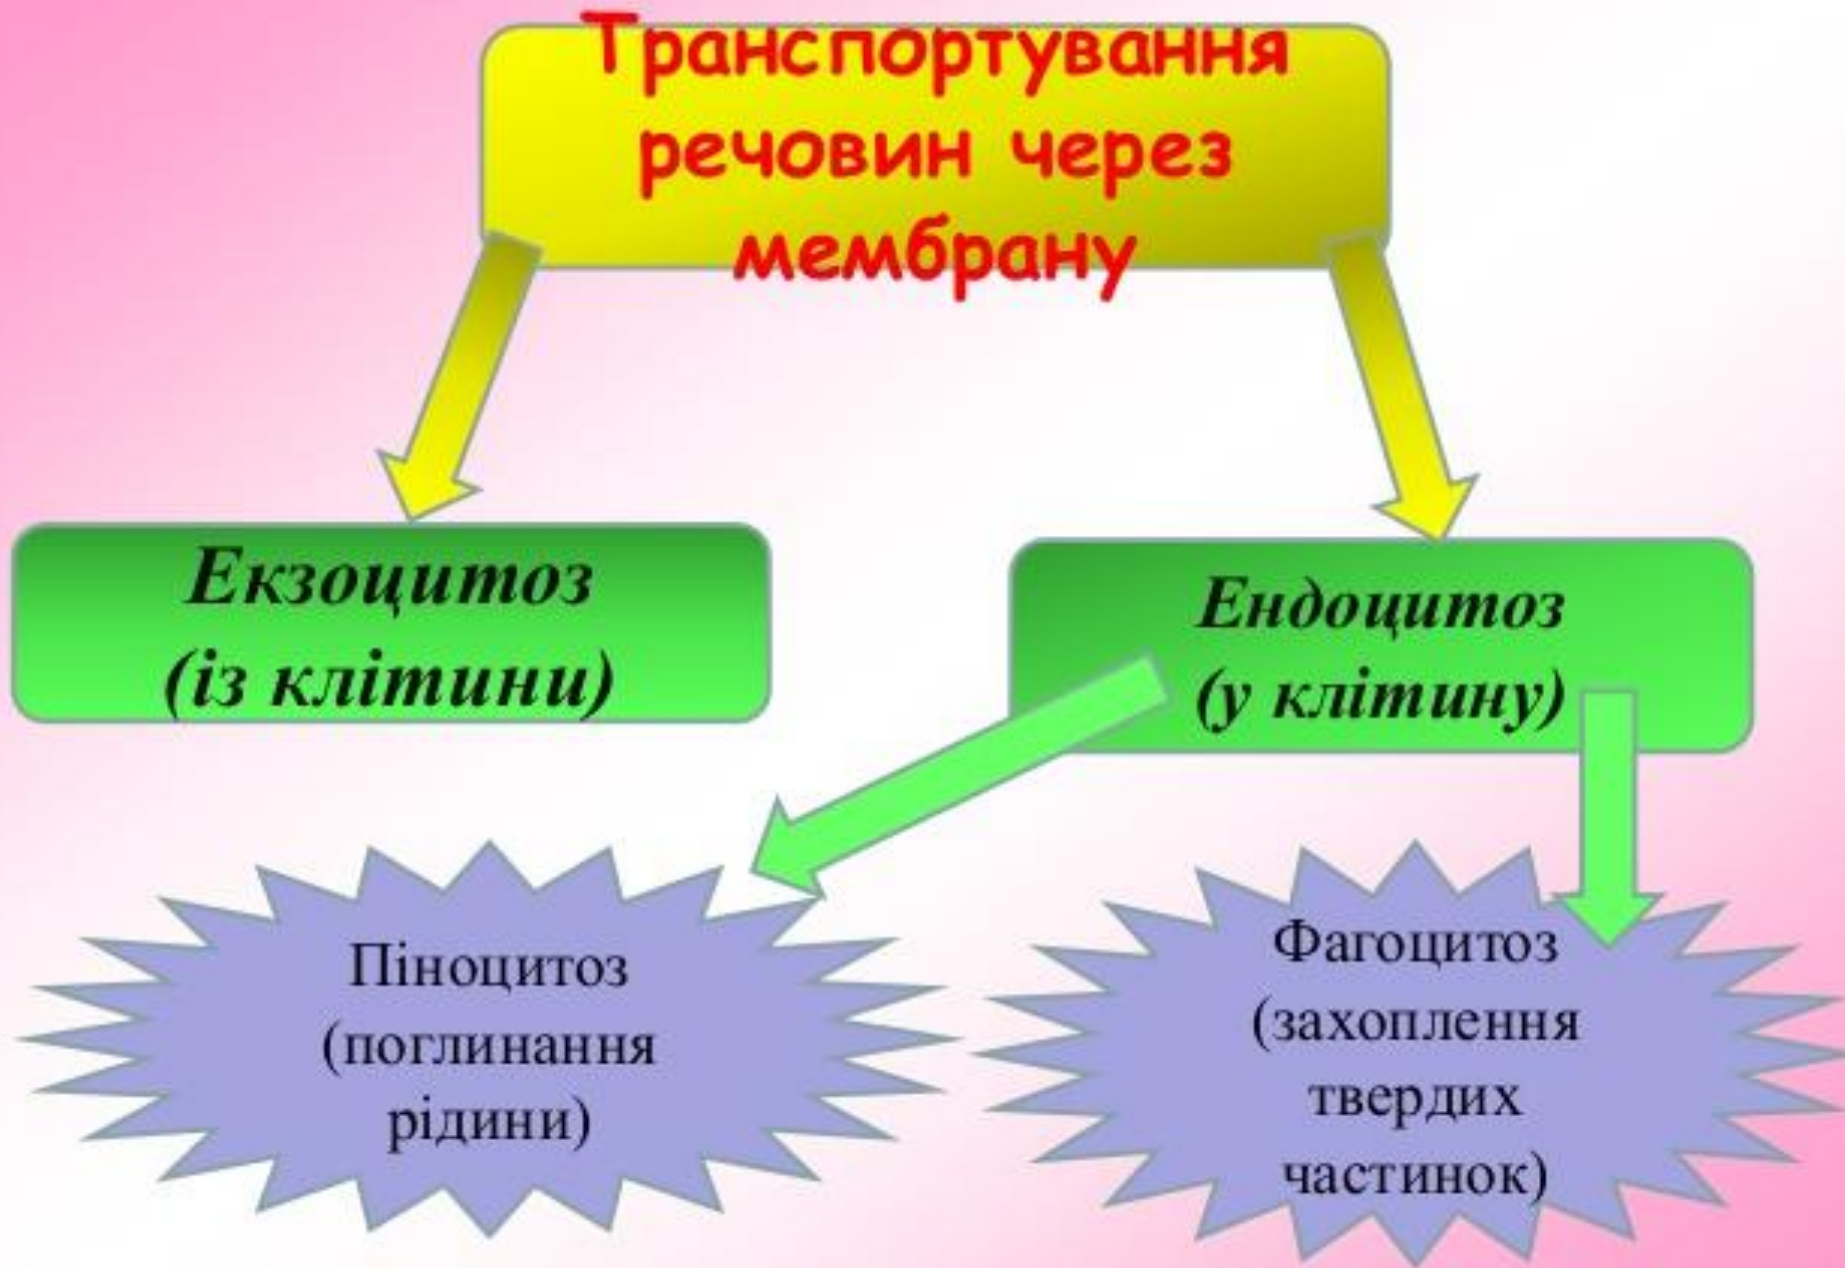 Транспортування
речовин через
мембрану
Екзоцитоз
(із клітини)
Ендоцитоз
(у клітину)
Піноцитоз
(поглинання
рідини)
Фагоцитоз
(захоплення
твердих
частинок)